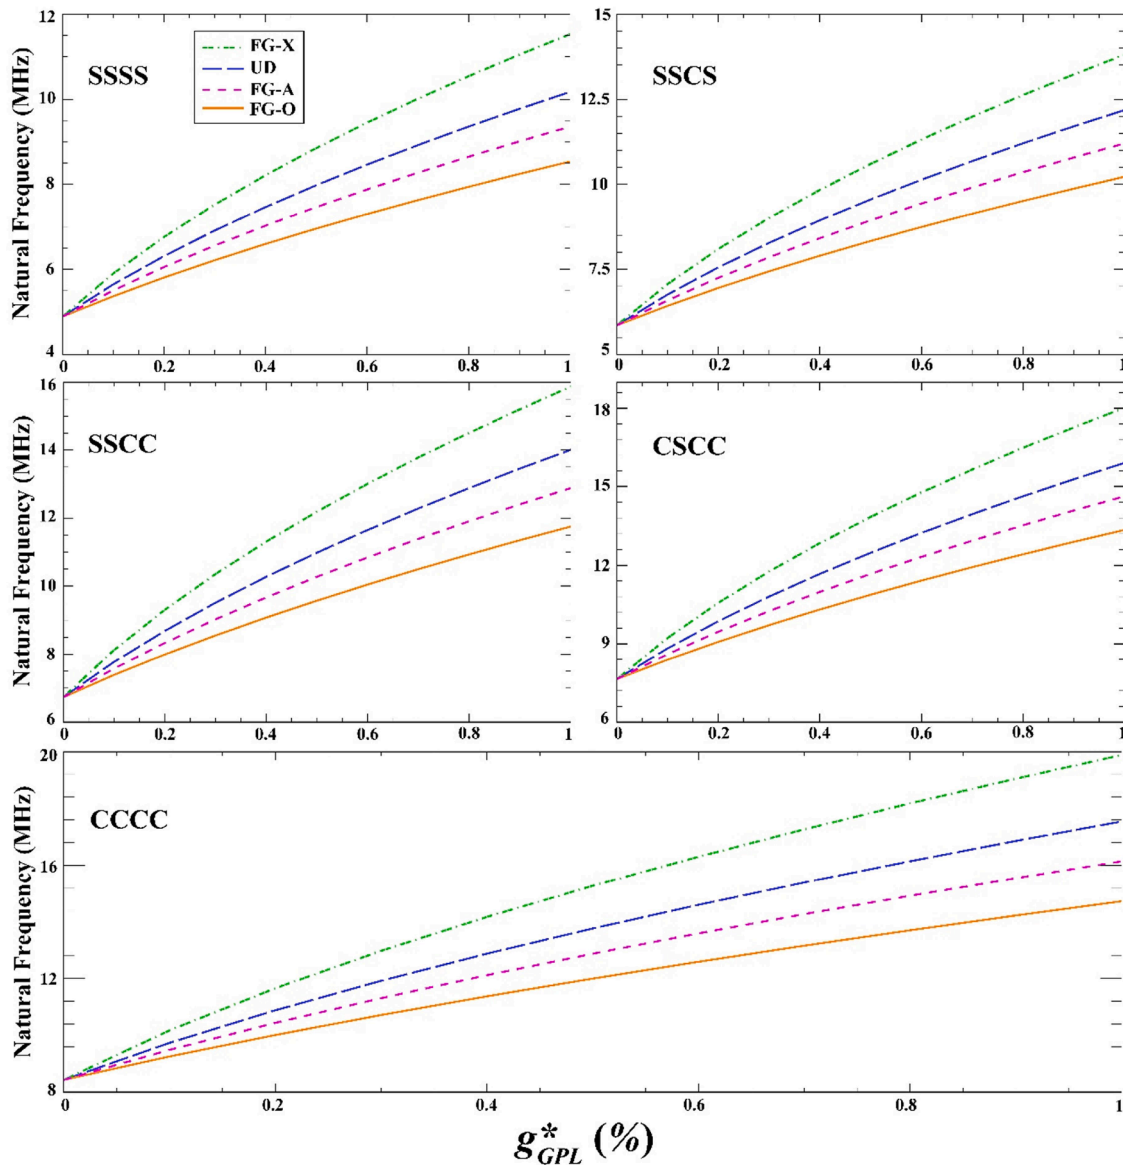 12
10
8
6
4
Natural Frequency (MHz)
SSSS
FG-X
UD
FG-A
FG-O
0 0.2 0.4 0.6 0.8 1
15
12.5
10
7.5
5
SSCS
0 0.2 0.4 0.6 0.8 1
16
14
12
10
8
6
Natural Frequency (MHz)
SSCC
0 0.2 0.4 0.6 0.8 1
18
15
12
9
6
CSCC
0 0.2 0.4 0.6 0.8 1
20
16
12
8
Natural Frequency (MHz)
CCCC
0 0.2 0.4 0.6 0.8 1
g*GPL (%)